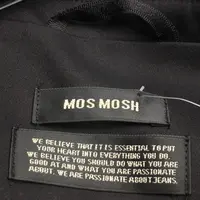 MOS MOSH
WE BELIEVE THAT IT IS ESSENTIAL TO PUT
YOUR HEART INTO EVERYTHING YOU DO.
WE BELIEVE YOU SHOULD DO WHAT YOU ARE
GOOD AT AND WHAT YOU ARE PASSIONATE
ABOUT. WE ARE PASSIONATE ABOUT JEANS.